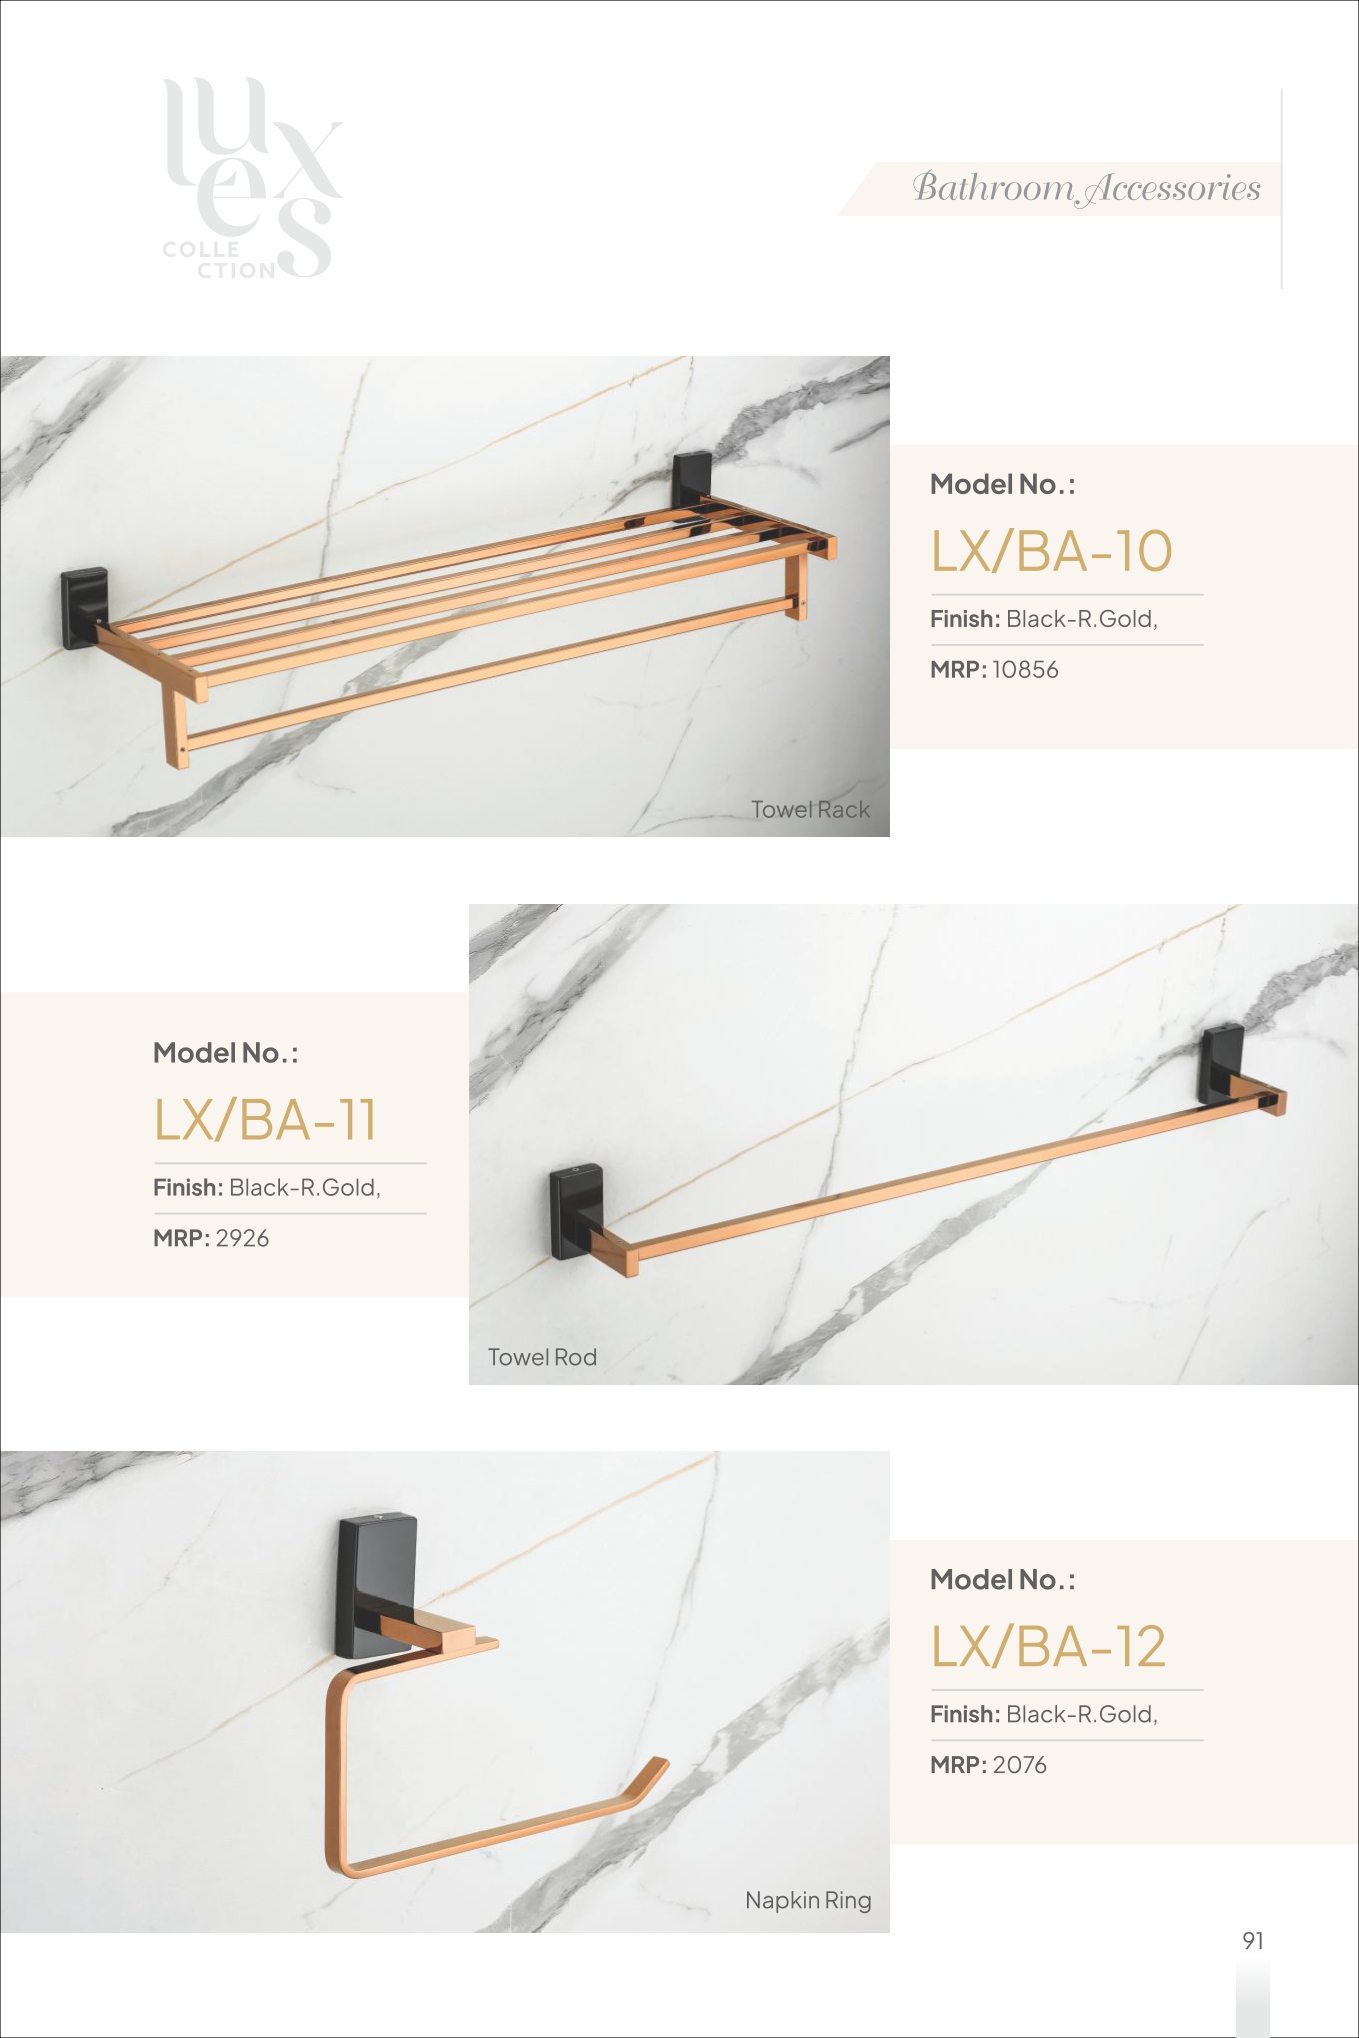 luxes
COLLE
CTION
Bathroom Accessories
Model No.:
LX/BA-10
Finish: Black-R.Gold,
MRP: 10856
Towel Rack
Model No.:
LX/BA-11
Finish: Black-R.Gold,
MRP: 2926
Towel Rod
Model No.:
LX/BA-12
Finish: Black-R.Gold,
MRP: 2076
Napkin Ring
91